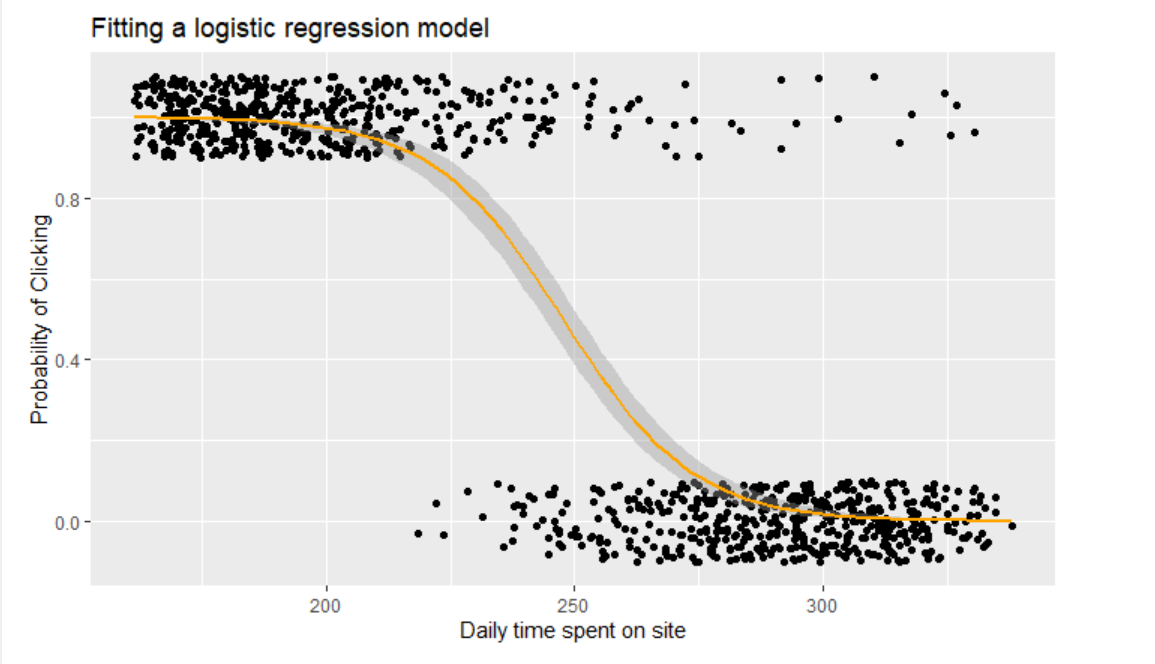 Fitting a logistic regression model
Probability of Clicking
0.8
0.4
0.0
200
250
300
Daily time spent on site